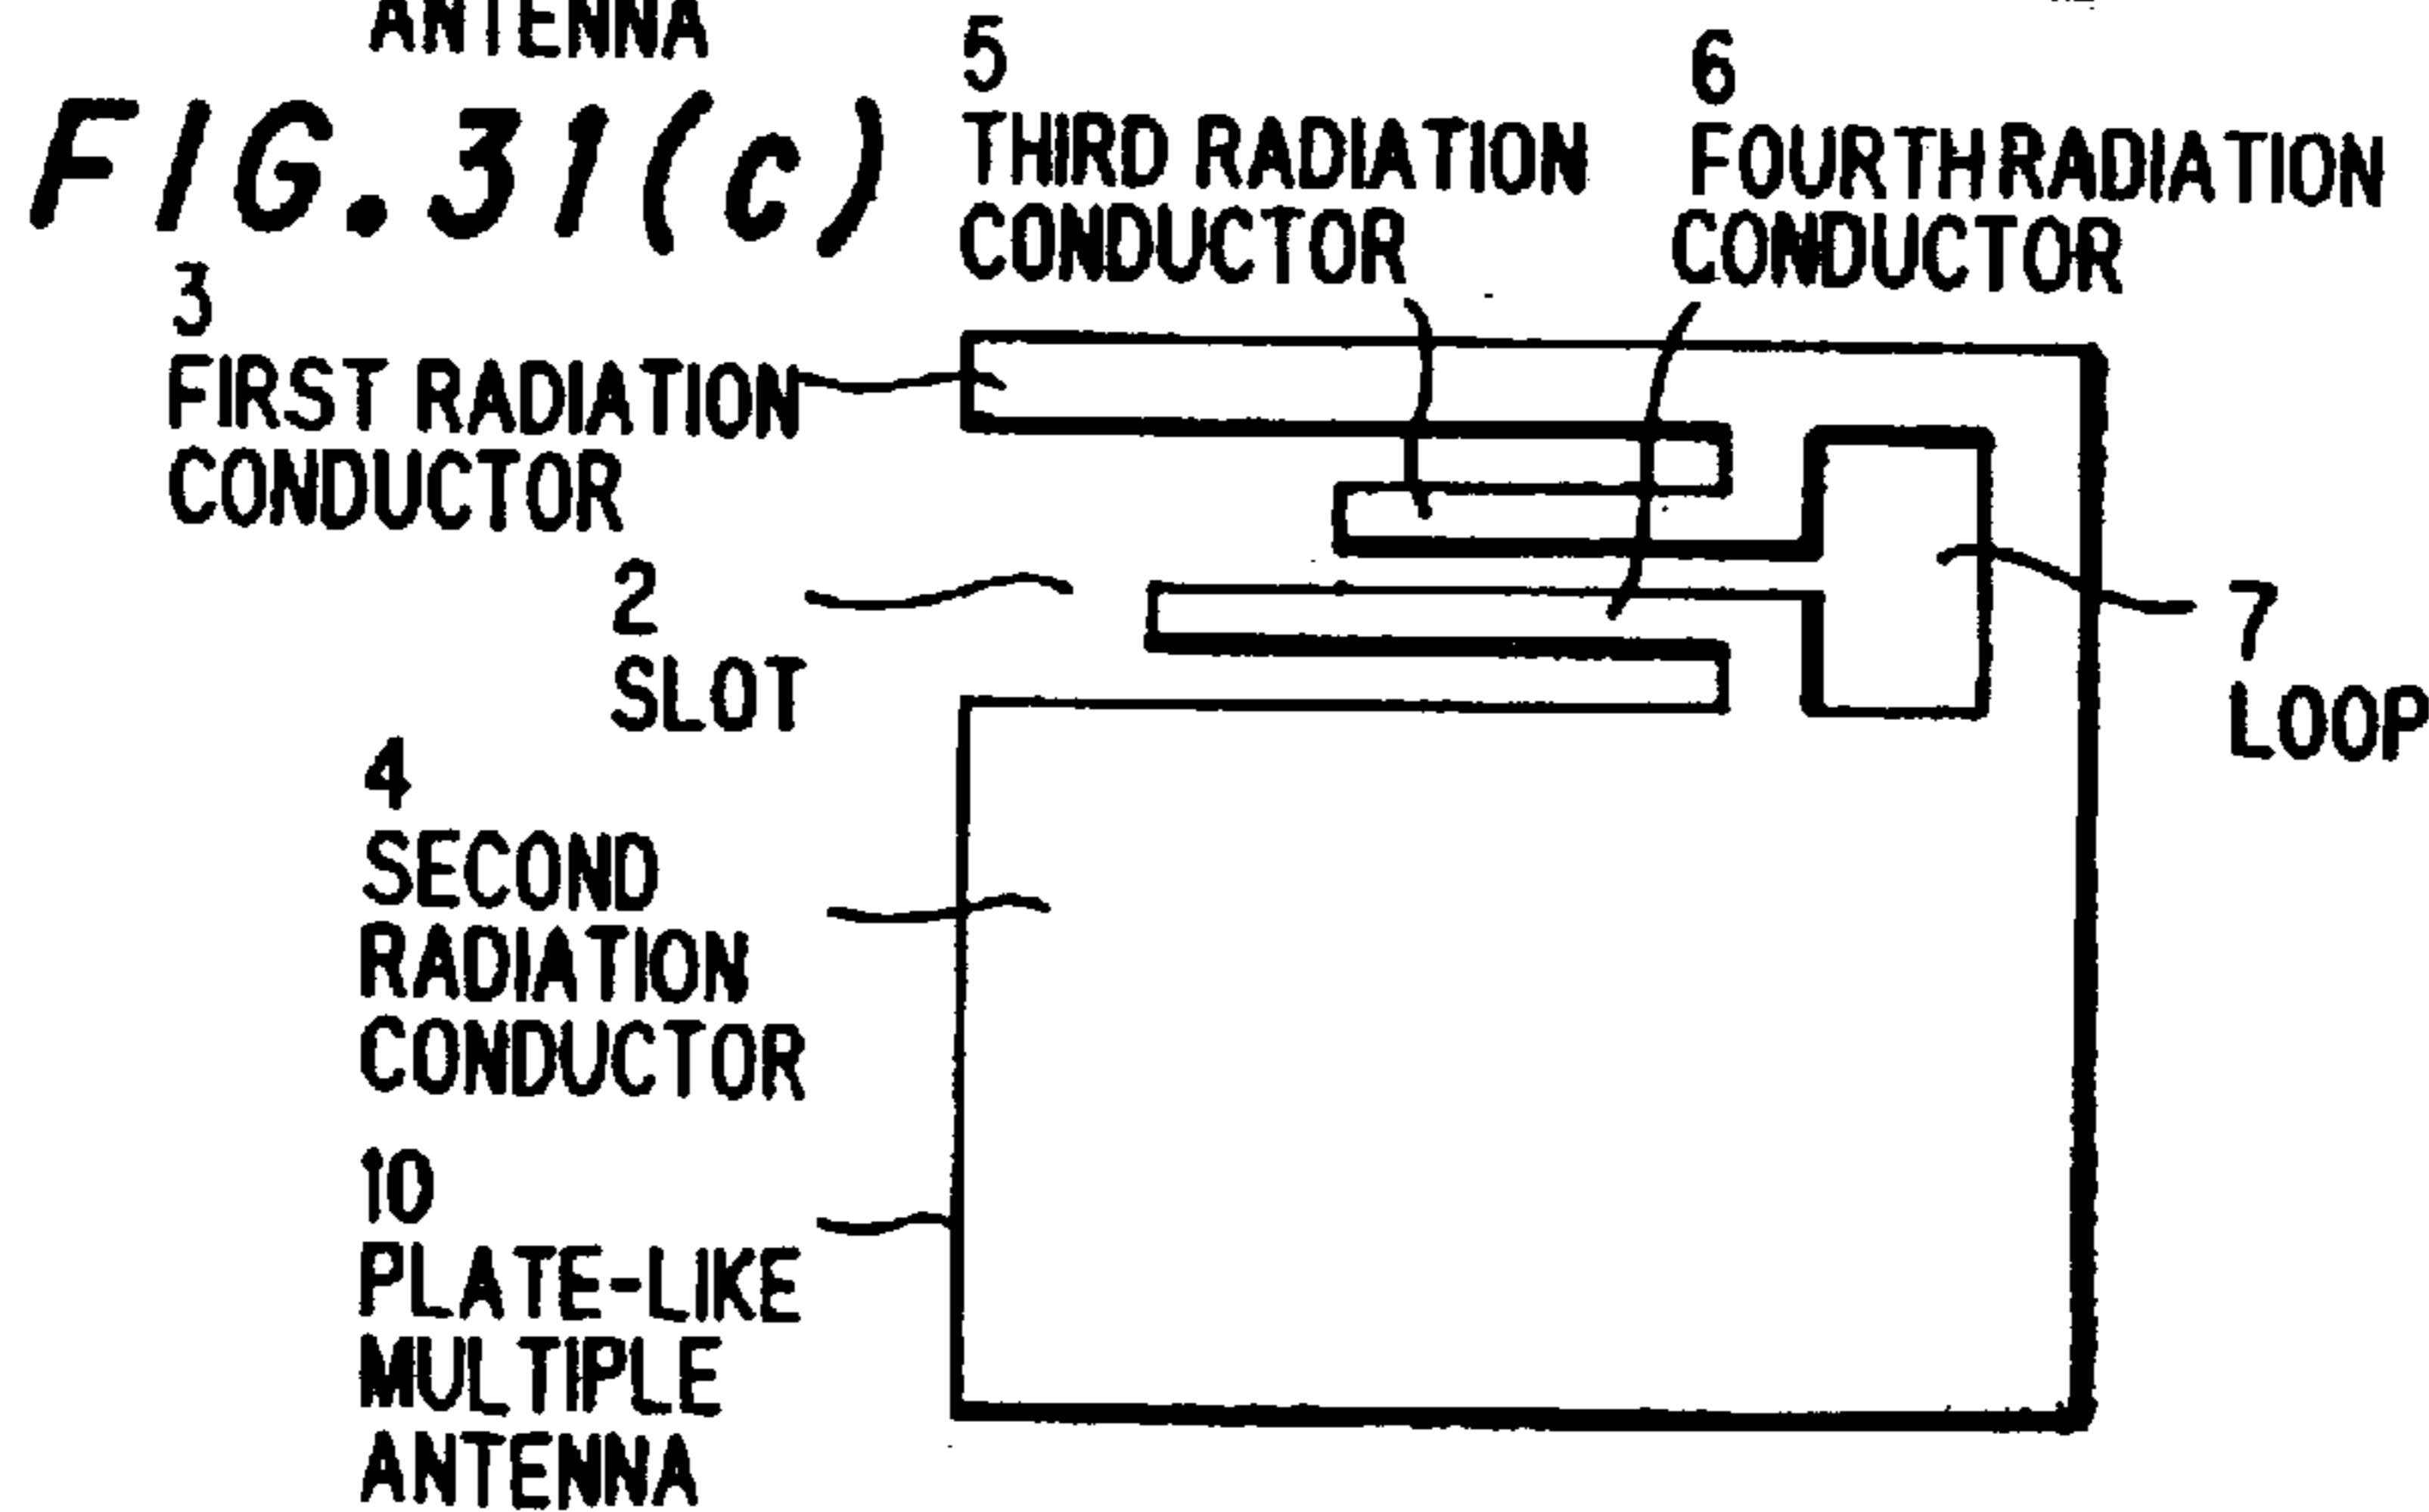 ANTENNA
FIG.31(c)
5
THIRD RADIATION
CONDUCTOR
6
FOURTH RADIATION
CONDUCTOR
3
FIRST RADIATION
CONDUCTOR
2
SLOT
7
LOOP
4
SECOND
RADIATION
CONDUCTOR
10
PLATE-LIKE
MULTIPLE
ANTENNA